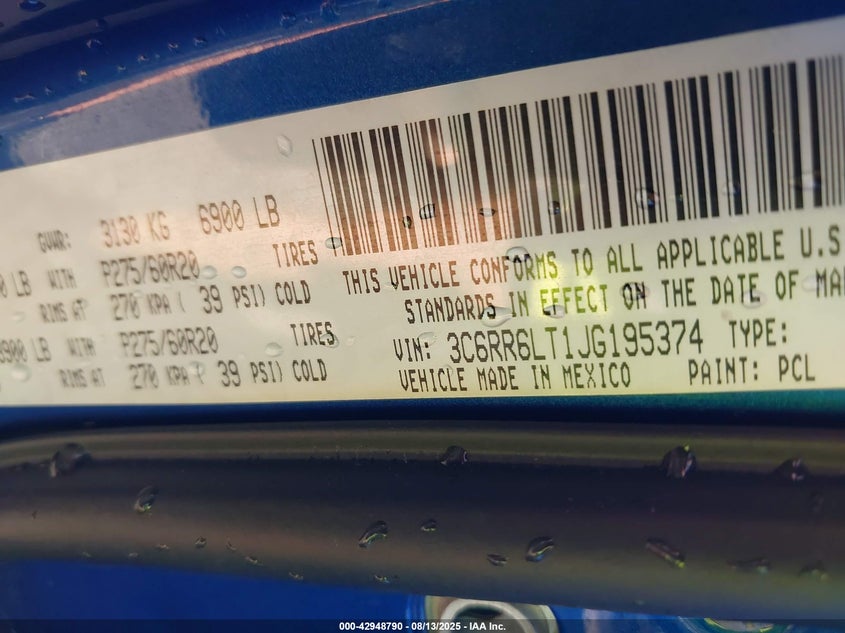 GVWR: 3130 KG 6900 LB
0 LB WITH P275/60R20 TIRES
RIMS AT 270 KPA ( 39 PSI) COLD
3900 LB WITH P275/60R20 TIRES
RIMS AT 270 KPA ( 39 PSI) COLD
THIS VEHICLE CONFORMS TO ALL APPLICABLE U.S
STANDARDS IN EFFECT ON THE DATE OF MA
VIN: 3C6RR6LT1JG195374 TYPE:
VEHICLE MADE IN MEXICO PAINT: PCL
000-42948790 - 08/13/2025 - IAA Inc.